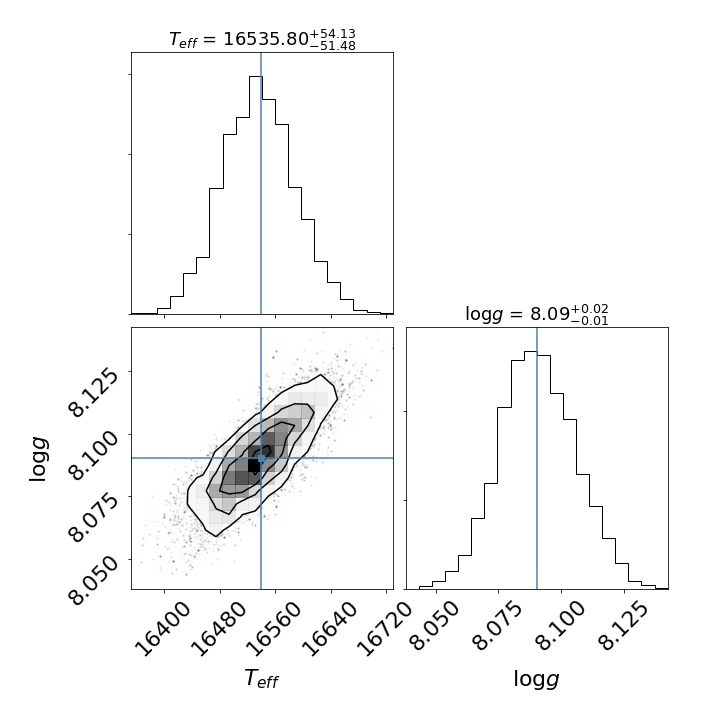 T_eff = 16535.80 +54.13 −51.48
logg = 8.09 +0.02 −0.01
logg
8.125
8.100
8.075
8.050
16400 16480 16560 16640 16720
8.050 8.075 8.100 8.125
T_eff
logg